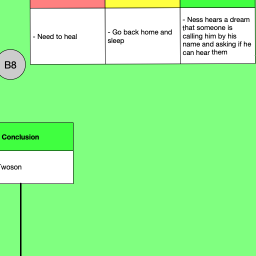 - Need to heal
- Go back home and
sleep
- Ness hears a dream
that someone is
calling him by his
name and asking if he
can hear them
B8
Conclusion
Twoson